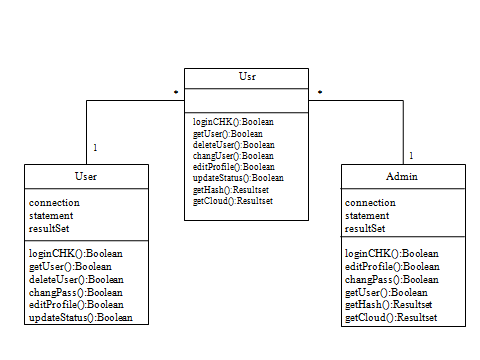 Usr
*
*
loginCHK():Boolean
getUser():Boolean
deleteUser():Boolean
changUser():Boolean
editProfile():Boolean
updateStatus():Boolean
getHash():Resultset
getCloud():Resultset
1
1
User
connection
statement
resultSet
loginCHK():Boolean
getUser():Boolean
deleteUser():Boolean
changPass():Boolean
editProfile():Boolean
updateStatus():Boolean
Admin
connection
statement
resultSet
loginCHK():Boolean
editProfile():Boolean
changPass():Boolean
getUser():Boolean
getHash():Resultset
getCloud():Resultset